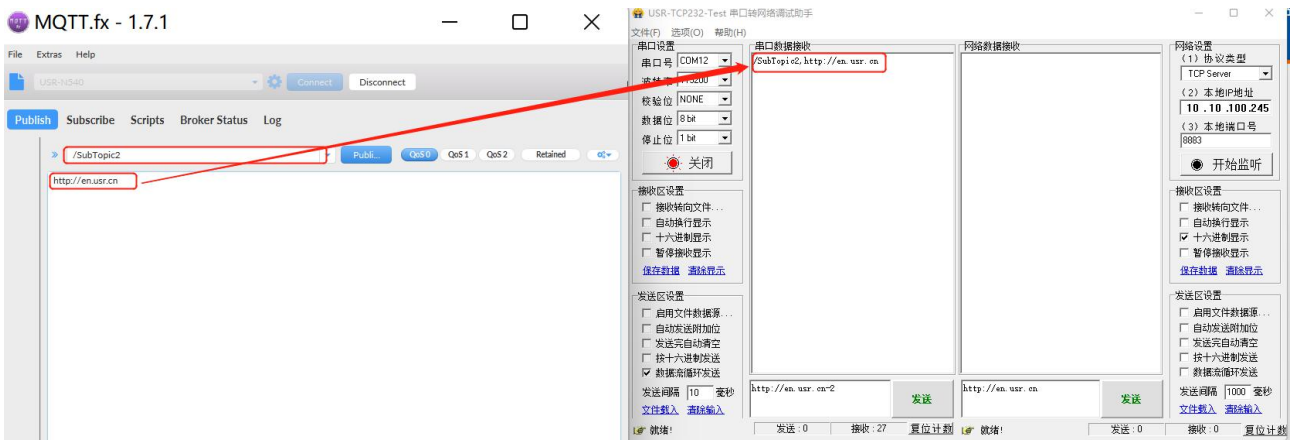 MQTT.fx - 1.7.1
File Extras Help
USR-N540
Connect
Disconnect
Publish Subscribe Scripts Broker Status Log
/SubTopic2
Publi...
QoS 0 QoS 1 QoS 2 Retained
http://en.usr.cn
USR-TCP232-Test 串口转网络调试助手
文件(F) 选项(O) 帮助(H)
串口设置
串口号 COM12
校验位 NONE
数据位 8 bit
停止位 1 bit
关闭
接收区设置
接收转向文件...
自动换行显示
十六进制显示
暂停接收显示
保存数据 清除显示
发送区设置
启用文件数据源...
自动发送附加位
发送完自动清空
按十六进制发送
数据流循环发送
发送间隔 10 毫秒
文件载入 清除输入
就绪!
串口数据接收
/SubTopic2,http://en.usr.cn
http://en.usr.cn-2
发送
发送:0 接收:27 复位计数
网络数据接收
http://en.usr.cn
发送
就绪! 发送:0 接收:0 复位计数
网络设置
(1) 协议类型
TCP Server
(2) 本地IP地址
10 .10 .100.245
(3) 本地端口号
8883
开始监听
接收区设置
接收转向文件...
自动换行显示
十六进制显示
暂停接收显示
保存数据 清除显示
发送区设置
启用文件数据源...
自动发送附加位
发送完自动清空
按十六进制发送
数据流循环发送
发送间隔 1000 毫秒
文件载入 清除输入